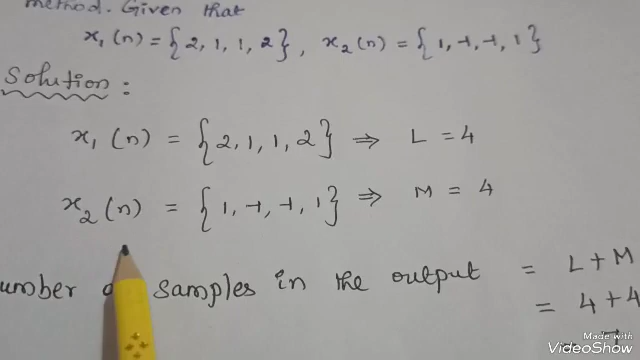 method. Given that
x₁(n) = {2, 1, 1, 2}, x₂(n) = {1, -1, -1, 1}
Solution :
x₁(n) = {2, 1, 1, 2} ⇒ L = 4
x₂(n) = {1, -1, -1, 1} ⇒ M = 4
umber samples in the output = L + M
= 4 + 4
Made with
VideoShow